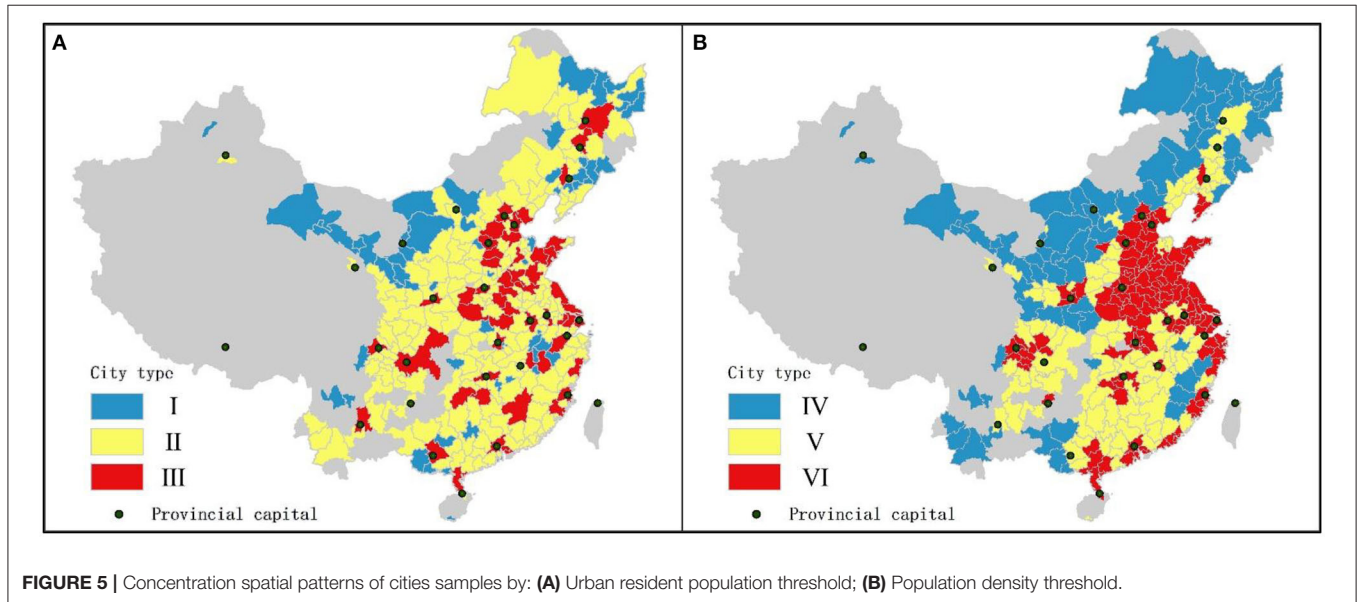 A
City type
I
II
III
Provincial capital
B
City type
IV
V
VI
Provincial capital
FIGURE 5 | Concentration spatial patterns of cities samples by: (A) Urban resident population threshold; (B) Population density threshold.